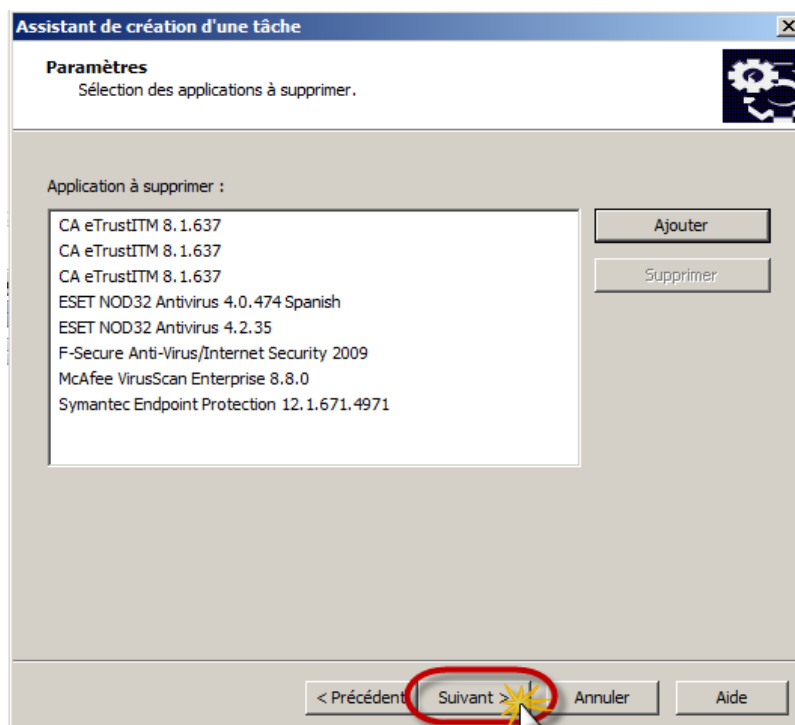 Assistant de création d'une tâche
Paramètres
Sélection des applications à supprimer.
Application à supprimer :
CA eTrustITM 8.1.637
CA eTrustITM 8.1.637
CA eTrustITM 8.1.637
ESET NOD32 Antivirus 4.0.474 Spanish
ESET NOD32 Antivirus 4.2.35
F-Secure Anti-Virus/Internet Security 2009
McAfee VirusScan Enterprise 8.8.0
Symantec Endpoint Protection 12.1.671.4971
Ajouter
Supprimer
< Précédent Suivant > Annuler Aide